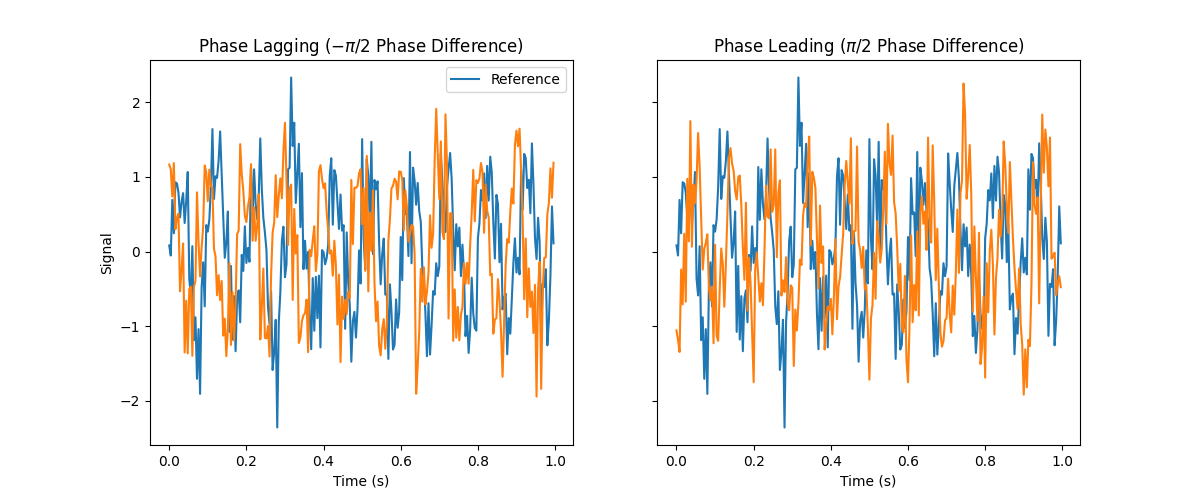 Phase Lagging (−π/2 Phase Difference)
Reference
2
1
0
−1
−2
Signal
0.0 0.2 0.4 0.6 0.8 1.0
Time (s)
Phase Leading (π/2 Phase Difference)
0.0 0.2 0.4 0.6 0.8 1.0
Time (s)